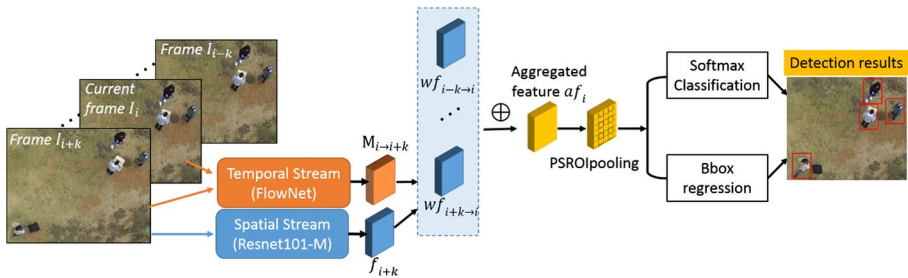 Frame I_{i−k}
Current
frame I_i
Frame I_{i+k}
Temporal Stream
(FlowNet)
Spatial Stream
(Resnet101-M)
M_{i→i+k}
f_{i+k}
wf_{i−k→i}
wf_{i+k→i}
⊕
Aggregated
feature af_i
PSROIpooling
Softmax
Classification
Bbox
regression
Detection results